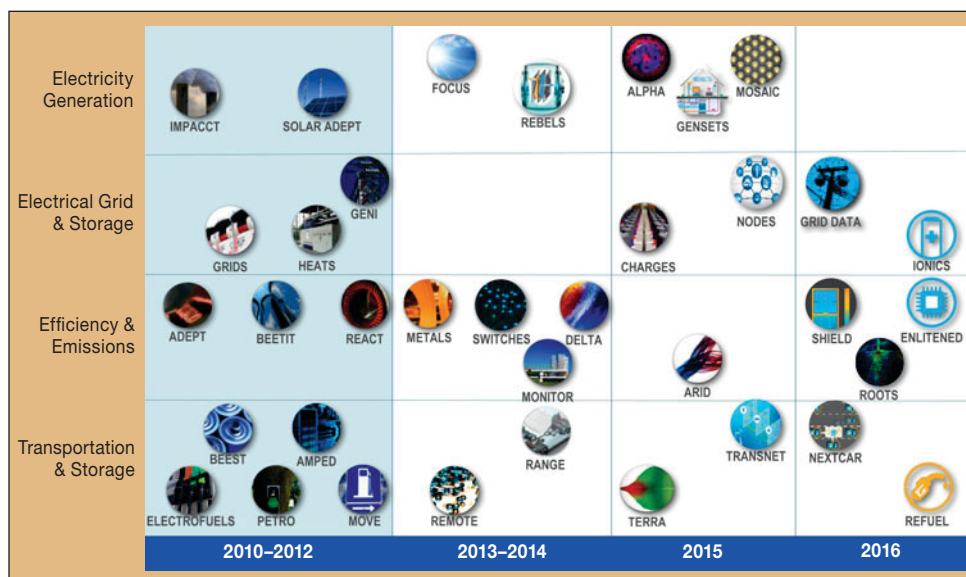 Electricity
Generation
IMPACCT
SOLAR ADEPT
FOCUS
REBELS
ALPHA
GENSETS
MOSAIC
Electrical Grid
& Storage
GRIDS
HEATS
GENI
CHARGES
NODES
GRID DATA
IONICS
Efficiency &
Emissions
ADEPT
BEETIT
REACT
METALS
SWITCHES
DELTA
MONITOR
ARID
SHIELD
ENLITENED
ROOTS
Transportation
& Storage
BEEST
AMPED
ELECTROFUELS
PETRO
MOVE
RANGE
REMOTE
TRANSNET
TERRA
NEXTCAR
REFUEL
2010–2012
2013–2014
2015
2016